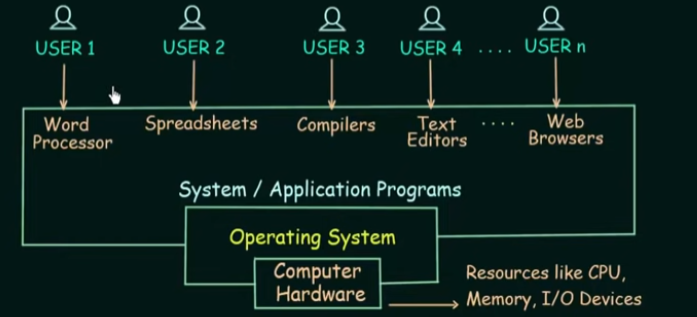 USER 1 USER 2 USER 3 USER 4 .... USER n
Word Processor
Spreadsheets
Compilers
Text Editors
....
Web Browsers
System / Application Programs
Operating System
Computer
Hardware
Resources like CPU,
Memory, I/O Devices